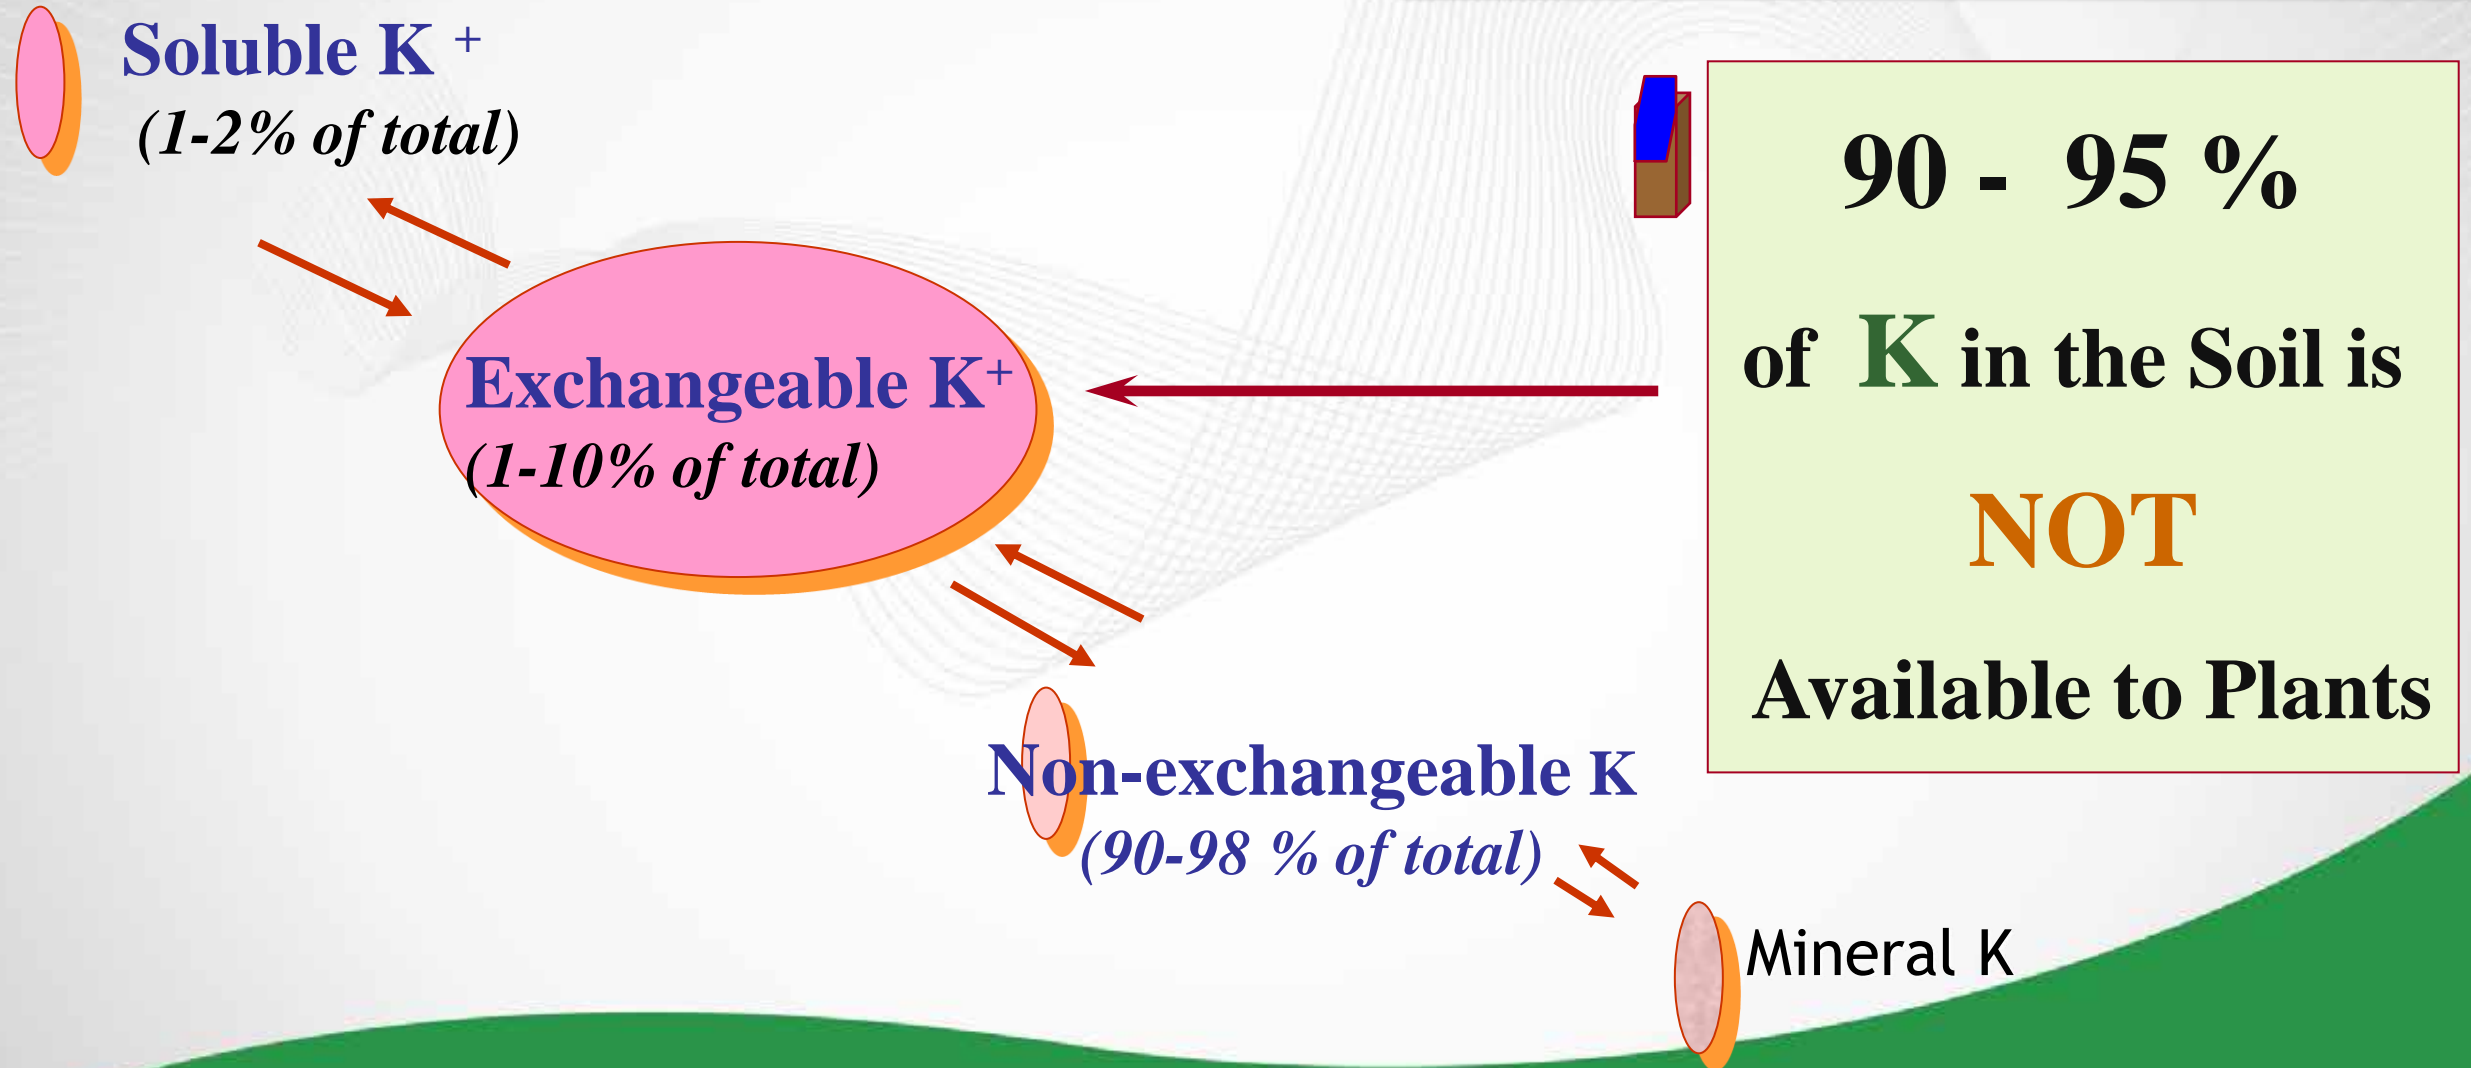 Soluble K +
(1-2% of total)
Exchangeable K+
(1-10% of total)
Non-exchangeable K
(90-98 % of total)
Mineral K
90 - 95 %
of K in the Soil is
NOT
Available to Plants